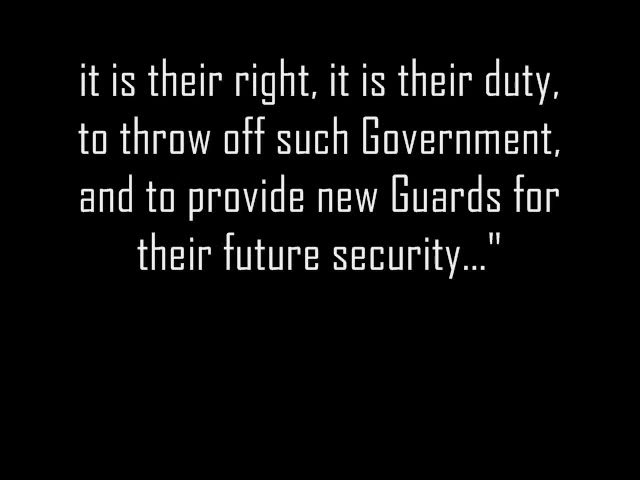 it is their right, it is their duty,
to throw off such Government,
and to provide new Guards for
their future security..."